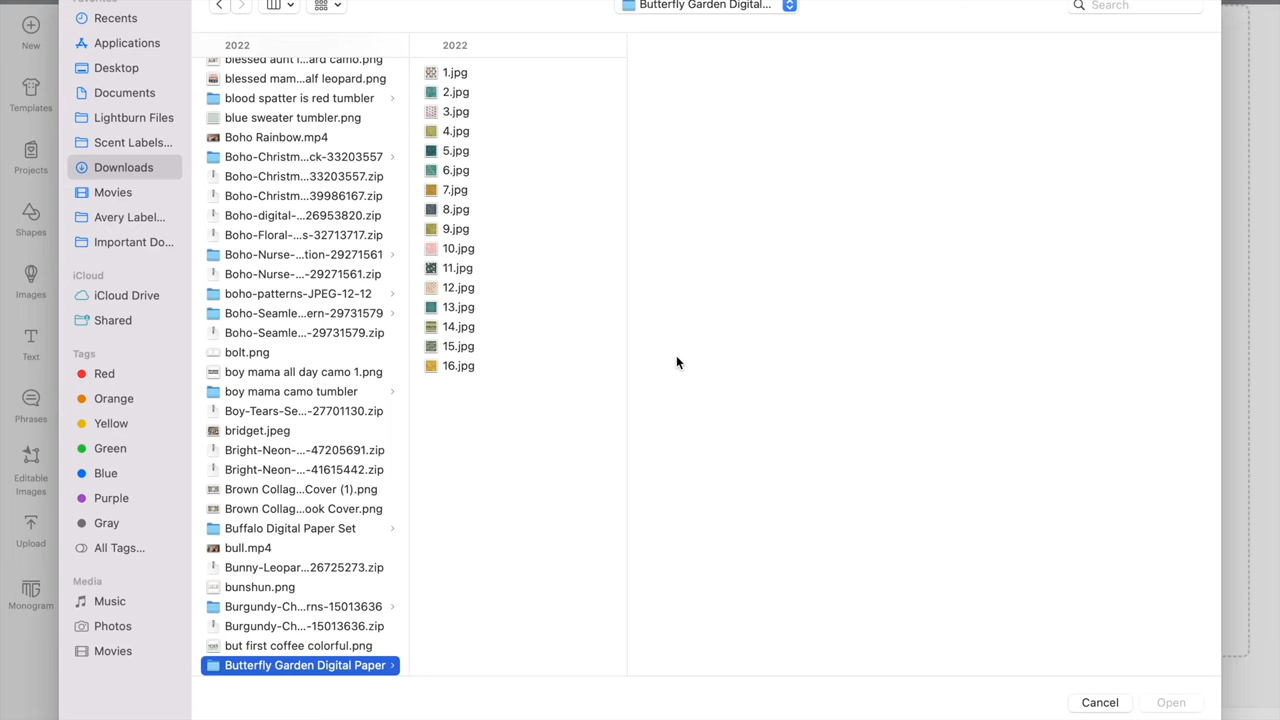 Butterfly Garden Digital...
Search
New
Templates
Projects
Shapes
Images
Text
Phrases
Editable
Images
Upload
Monogram
Favorites
Recents
Applications
Desktop
Documents
Lightburn Files
Scent Labels...
Downloads
Movies
Avery Label...
Important Do...
iCloud
iCloud Drive
Shared
Tags
Red
Orange
Yellow
Green
Blue
Purple
Gray
All Tags...
Media
Music
Photos
Movies
2022
blessed aunt l...ard camo.png
blessed mam...alf leopard.png
blood spatter is red tumbler
blue sweater tumbler.png
Boho Rainbow.mp4
Boho-Christm...ck-33203557
Boho-Christm...33203557.zip
Boho-Christm...39986167.zip
Boho-digital-...26953820.zip
Boho-Floral-...s-32713717.zip
Boho-Nurse-...tion-29271561
Boho-Nurse-...-29271561.zip
boho-patterns-JPEG-12-12
Boho-Seamle...ern-29731579
Boho-Seamle...-29731579.zip
bolt.png
boy mama all day camo 1.png
boy mama camo tumbler
Boy-Tears-Se...-27701130.zip
bridget.jpeg
Bright-Neon-...-47205691.zip
Bright-Neon-...-41615442.zip
Brown Collag...Cover (1).png
Brown Collag...ook Cover.png
Buffalo Digital Paper Set
bull.mp4
Bunny-Leopar...26725273.zip
bunshun.png
Burgundy-Ch...rns-15013636
Burgundy-Ch...-15013636.zip
but first coffee colorful.png
Butterfly Garden Digital Paper
2022
1.jpg
2.jpg
3.jpg
4.jpg
5.jpg
6.jpg
7.jpg
8.jpg
9.jpg
10.jpg
11.jpg
12.jpg
13.jpg
14.jpg
15.jpg
16.jpg
Cancel
Open